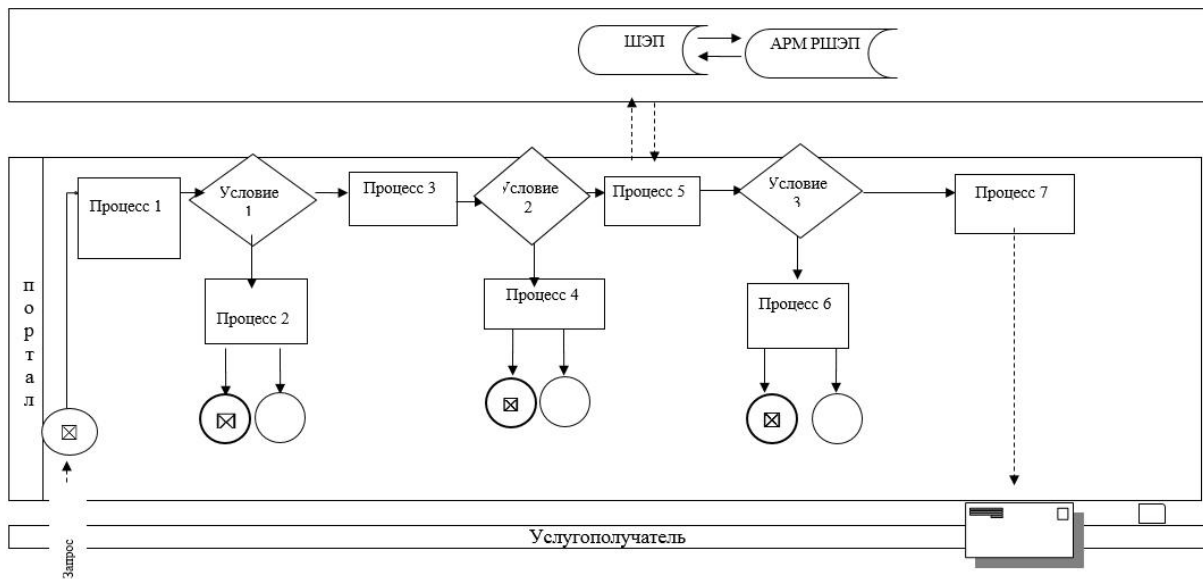 ШЭП
АРМ РШЭП
Процесс 1
Условие
1
Процесс 3
Условие
2
Процесс 5
Условие
3
Процесс 7
Процесс 2
Процесс 4
Процесс 6
портал
Запрос
Услугополучатель